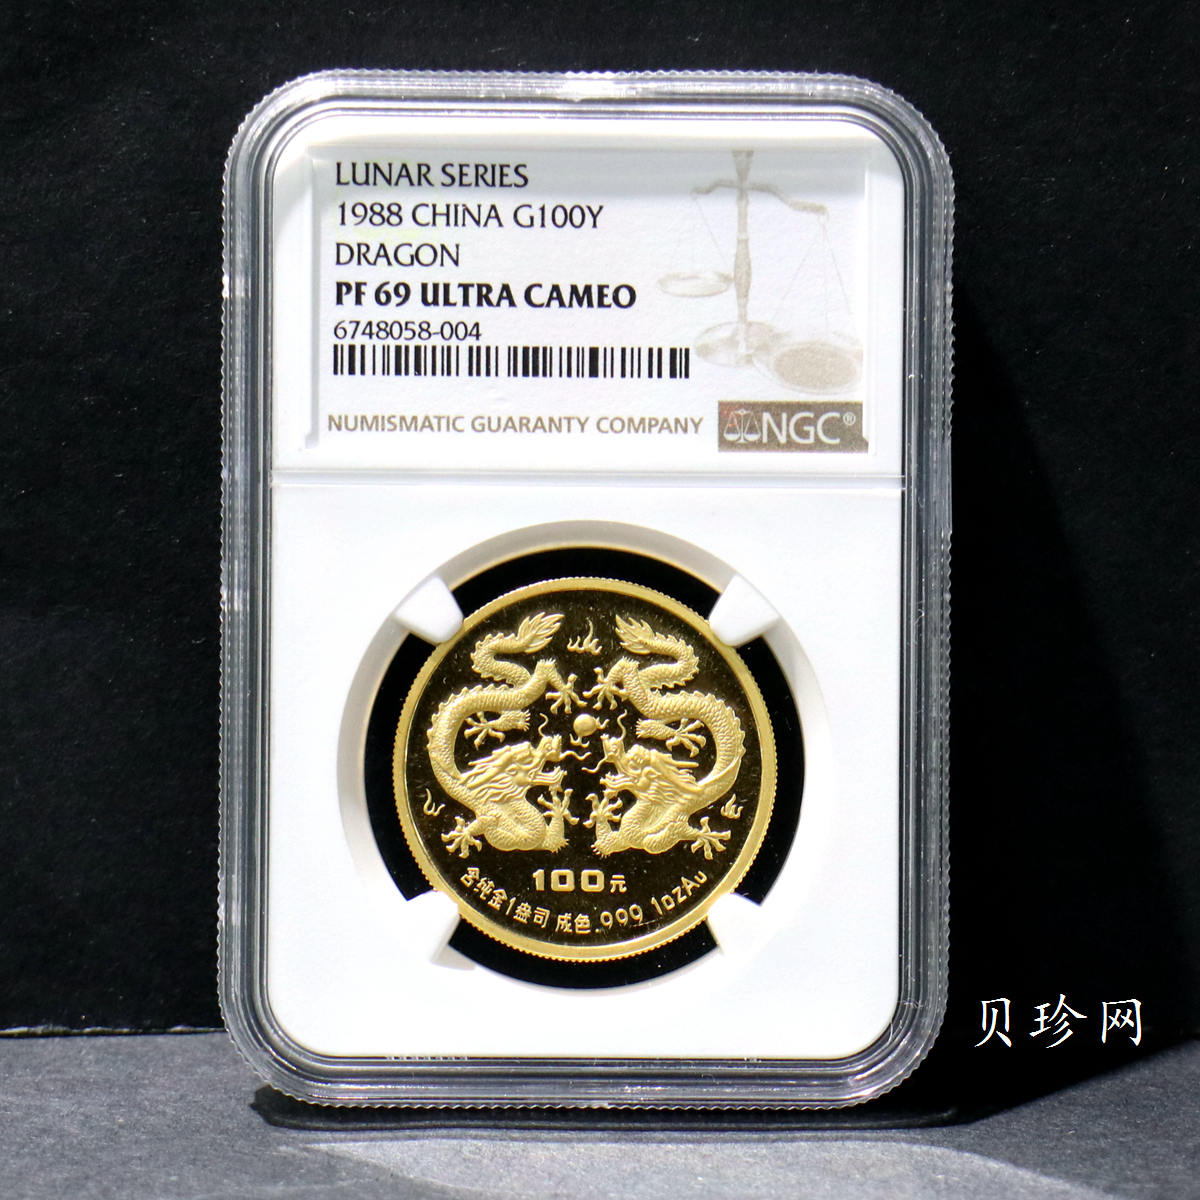 LUNAR SERIES
1988 CHINA G100Y
DRAGON
PF 69 ULTRA CAMEO
6748058-004
NUMISMATIC GUARANTY COMPANY
NGC®
100元
含纯金1盎司 成色.999 1ozAu
贝珍网